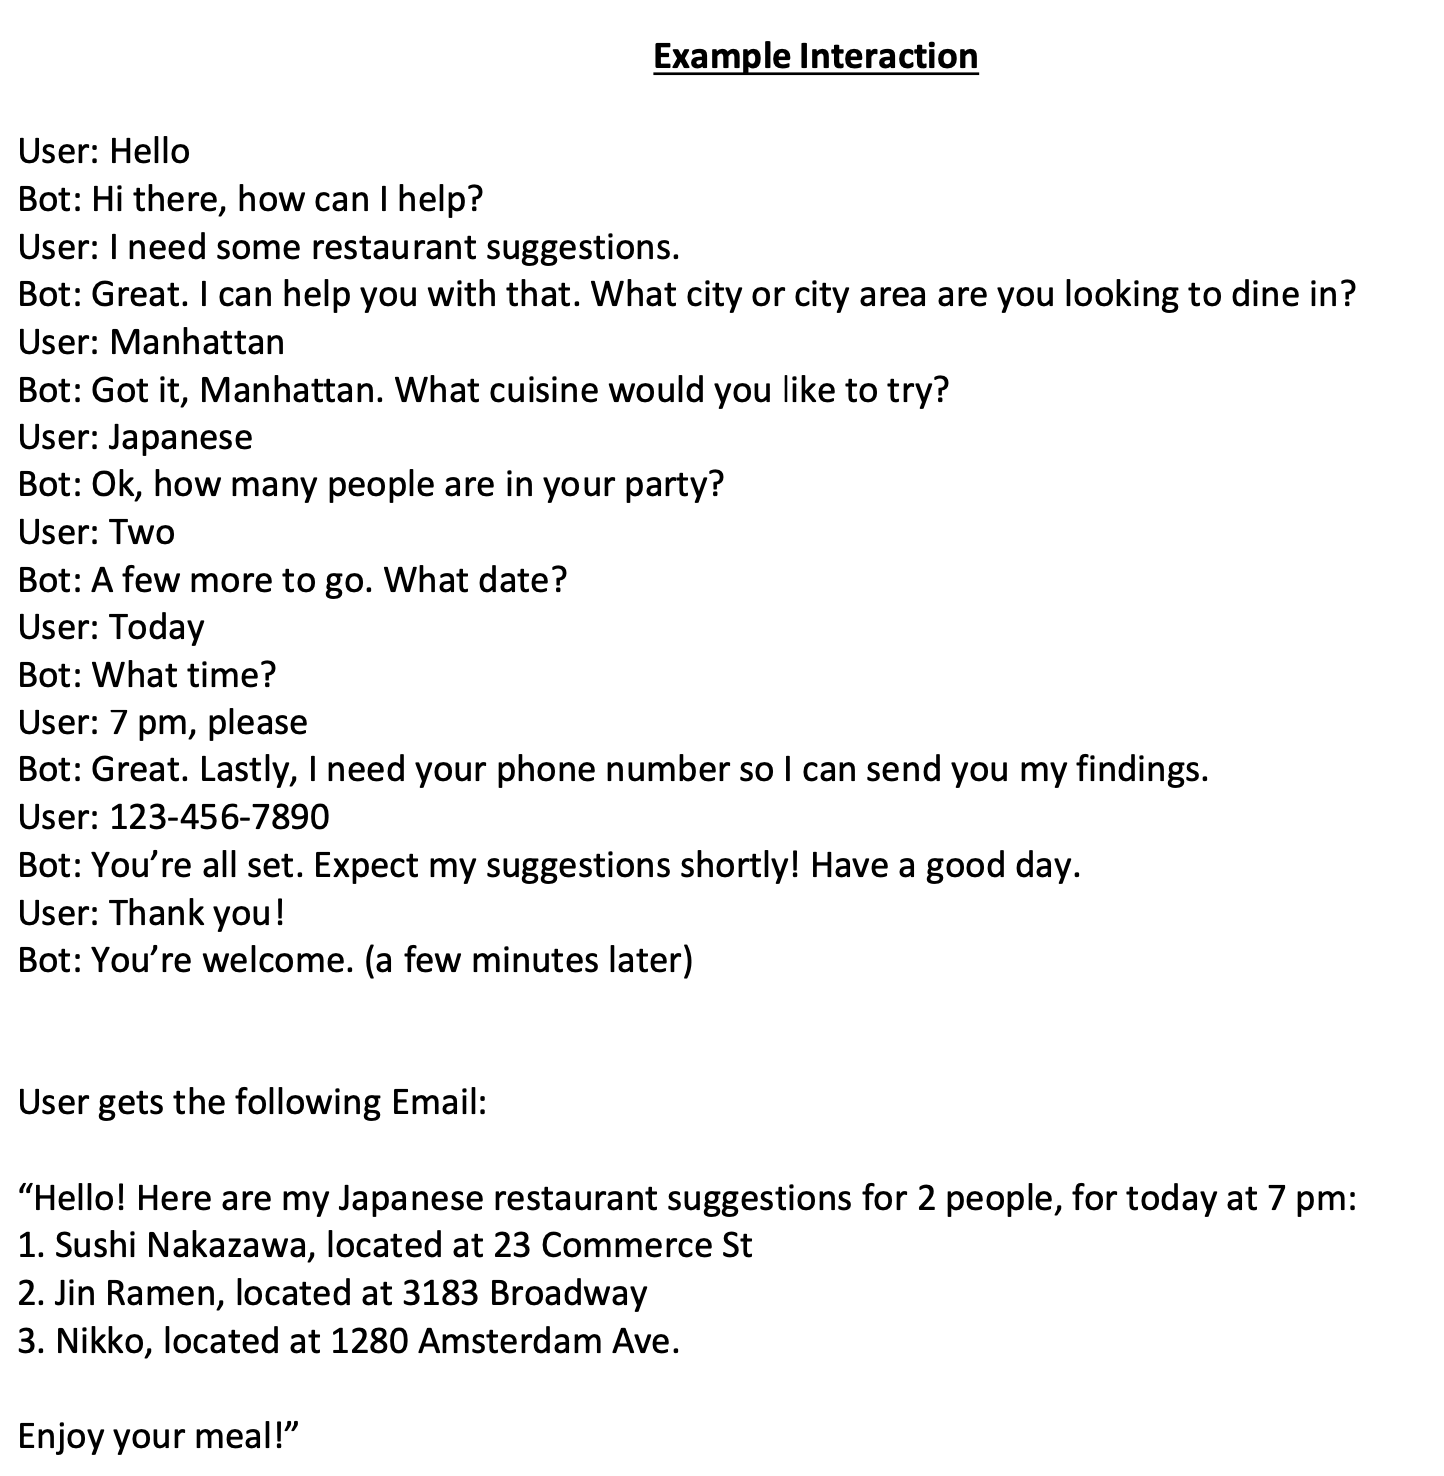 Example Interaction
User: Hello
Bot: Hi there, how can I help?
User: I need some restaurant suggestions.
Bot: Great. I can help you with that. What city or city area are you looking to dine in?
User: Manhattan
Bot: Got it, Manhattan. What cuisine would you like to try?
User: Japanese
Bot: Ok, how many people are in your party?
User: Two
Bot: A few more to go. What date?
User: Today
Bot: What time?
User: 7 pm, please
Bot: Great. Lastly, I need your phone number so I can send you my findings.
User: 123-456-7890
Bot: You’re all set. Expect my suggestions shortly! Have a good day.
User: Thank you!
Bot: You’re welcome. (a few minutes later)
User gets the following Email:
“Hello! Here are my Japanese restaurant suggestions for 2 people, for today at 7 pm:
1. Sushi Nakazawa, located at 23 Commerce St
2. Jin Ramen, located at 3183 Broadway
3. Nikko, located at 1280 Amsterdam Ave.
Enjoy your meal!”